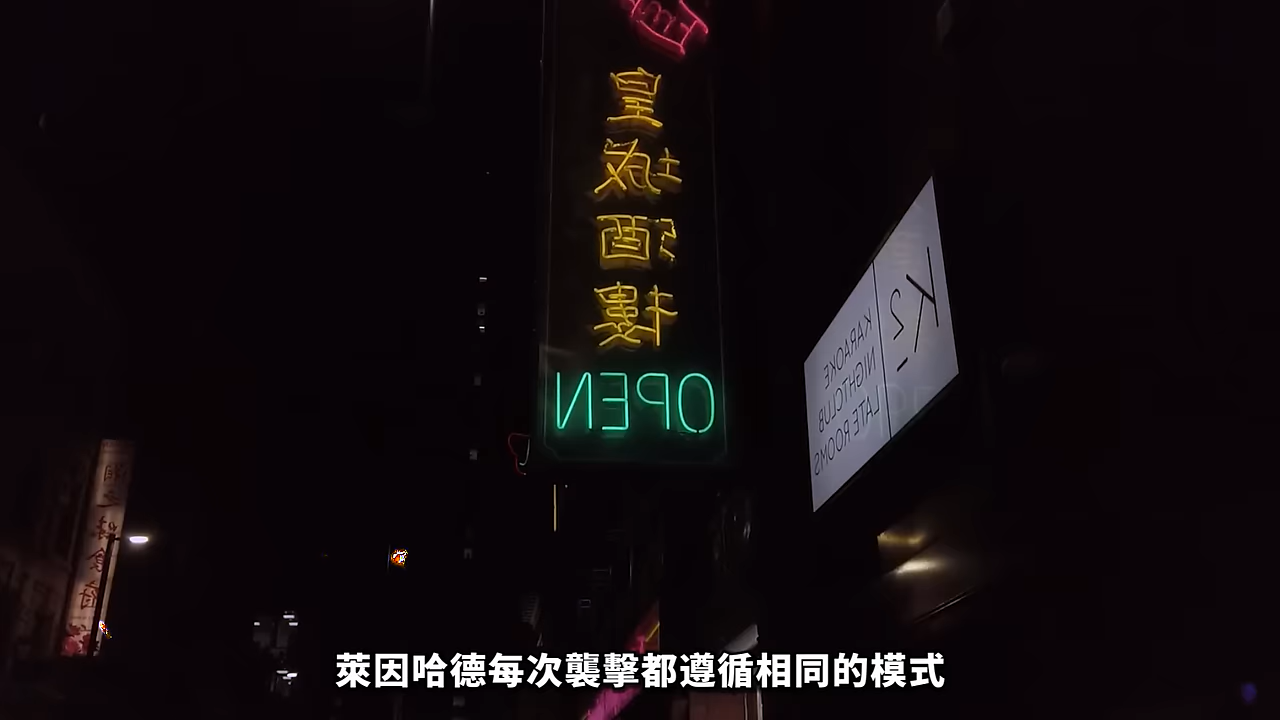 皇城酒樓
OPEN
K2
KARAOKE
NIGHTCLUB
LATE ROOMS
萊因哈德每次襲擊都遵循相同的模式